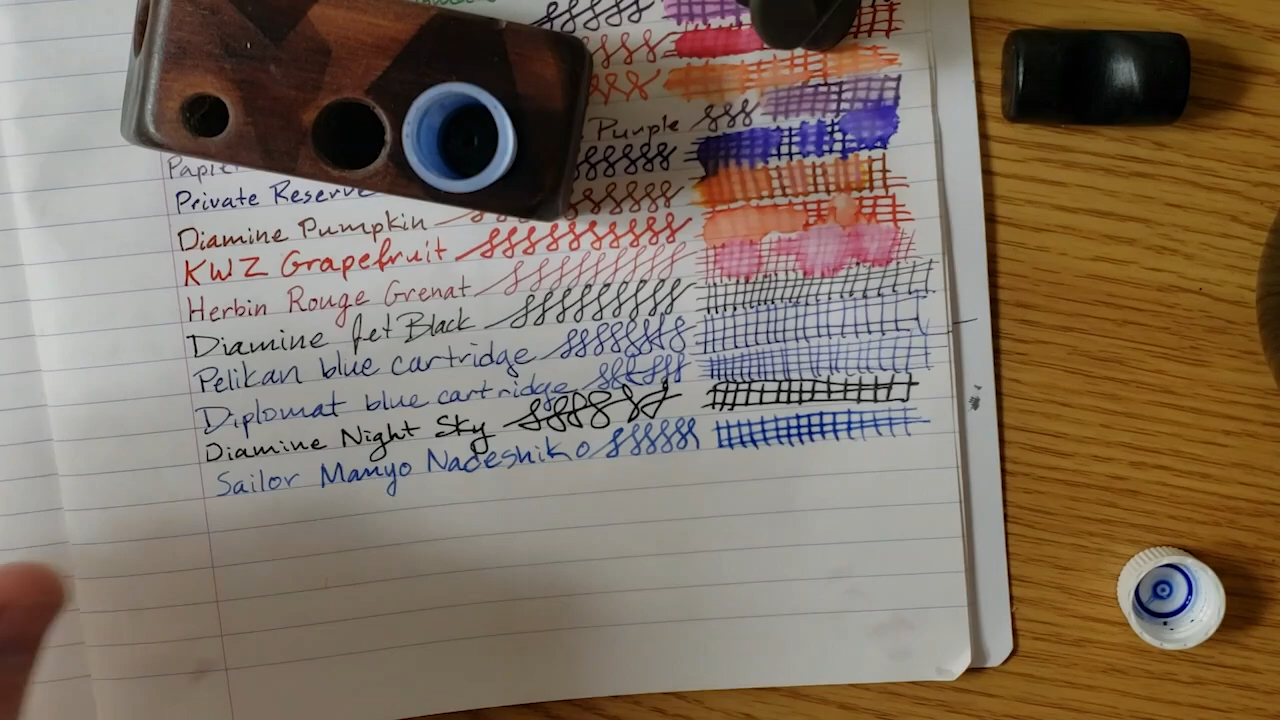 Purple
Private Reserve
Diamine Pumpkin
KWZ Grapefruit
Herbin Rouge Grenat
Diamine Jet Black
Pelikan blue cartridge
Diplomat blue cartridge
Diamine Night Sky
Sailor Manyo Nadeshiko